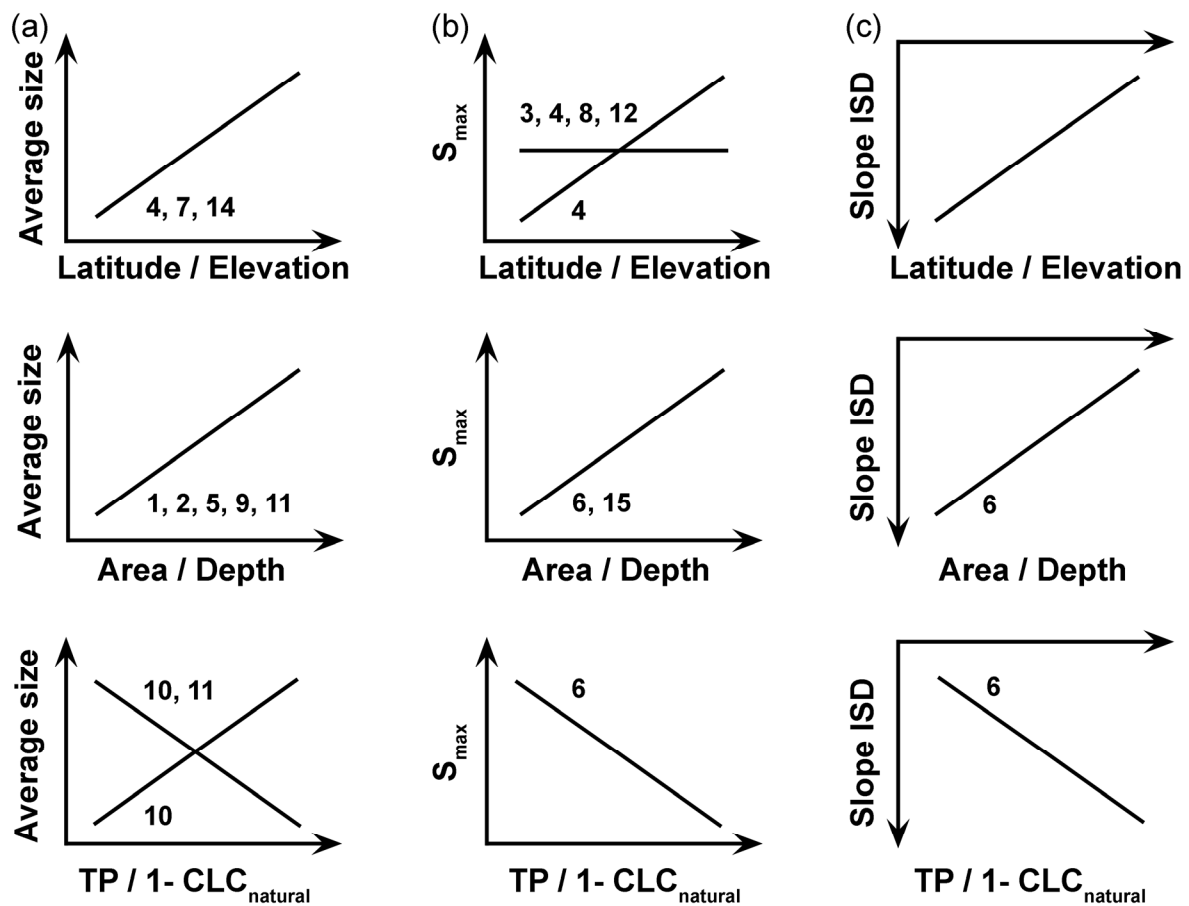 (a)
Average size
4, 7, 14
Latitude / Elevation
(b)
Smax
3, 4, 8, 12
4
Latitude / Elevation
(c)
Slope ISD
Latitude / Elevation
Average size
1, 2, 5, 9, 11
Area / Depth
Smax
6, 15
Area / Depth
Slope ISD
6
Area / Depth
Average size
10, 11
10
TP / 1- CLCnatural
Smax
6
TP / 1- CLCnatural
Slope ISD
6
TP / 1- CLCnatural